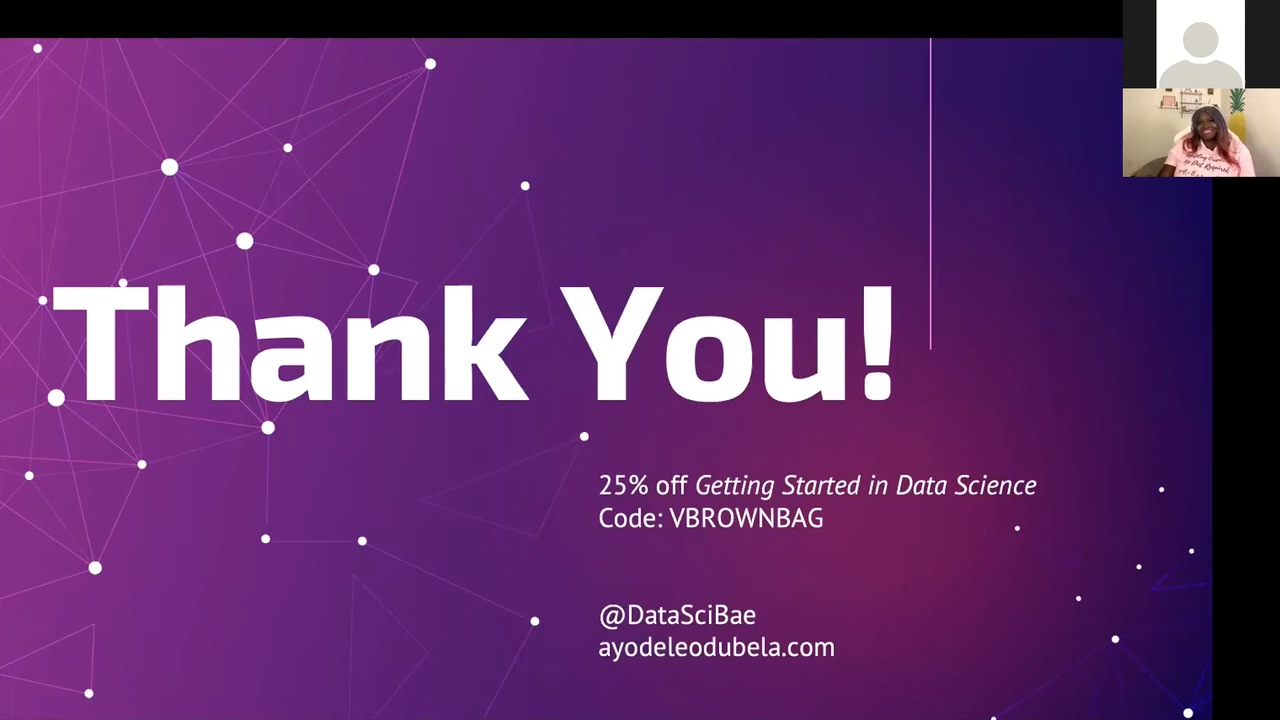 Thank You!
25% off Getting Started in Data Science
Code: VBROWNBAG
@DataSciBae
ayodeleodubela.com